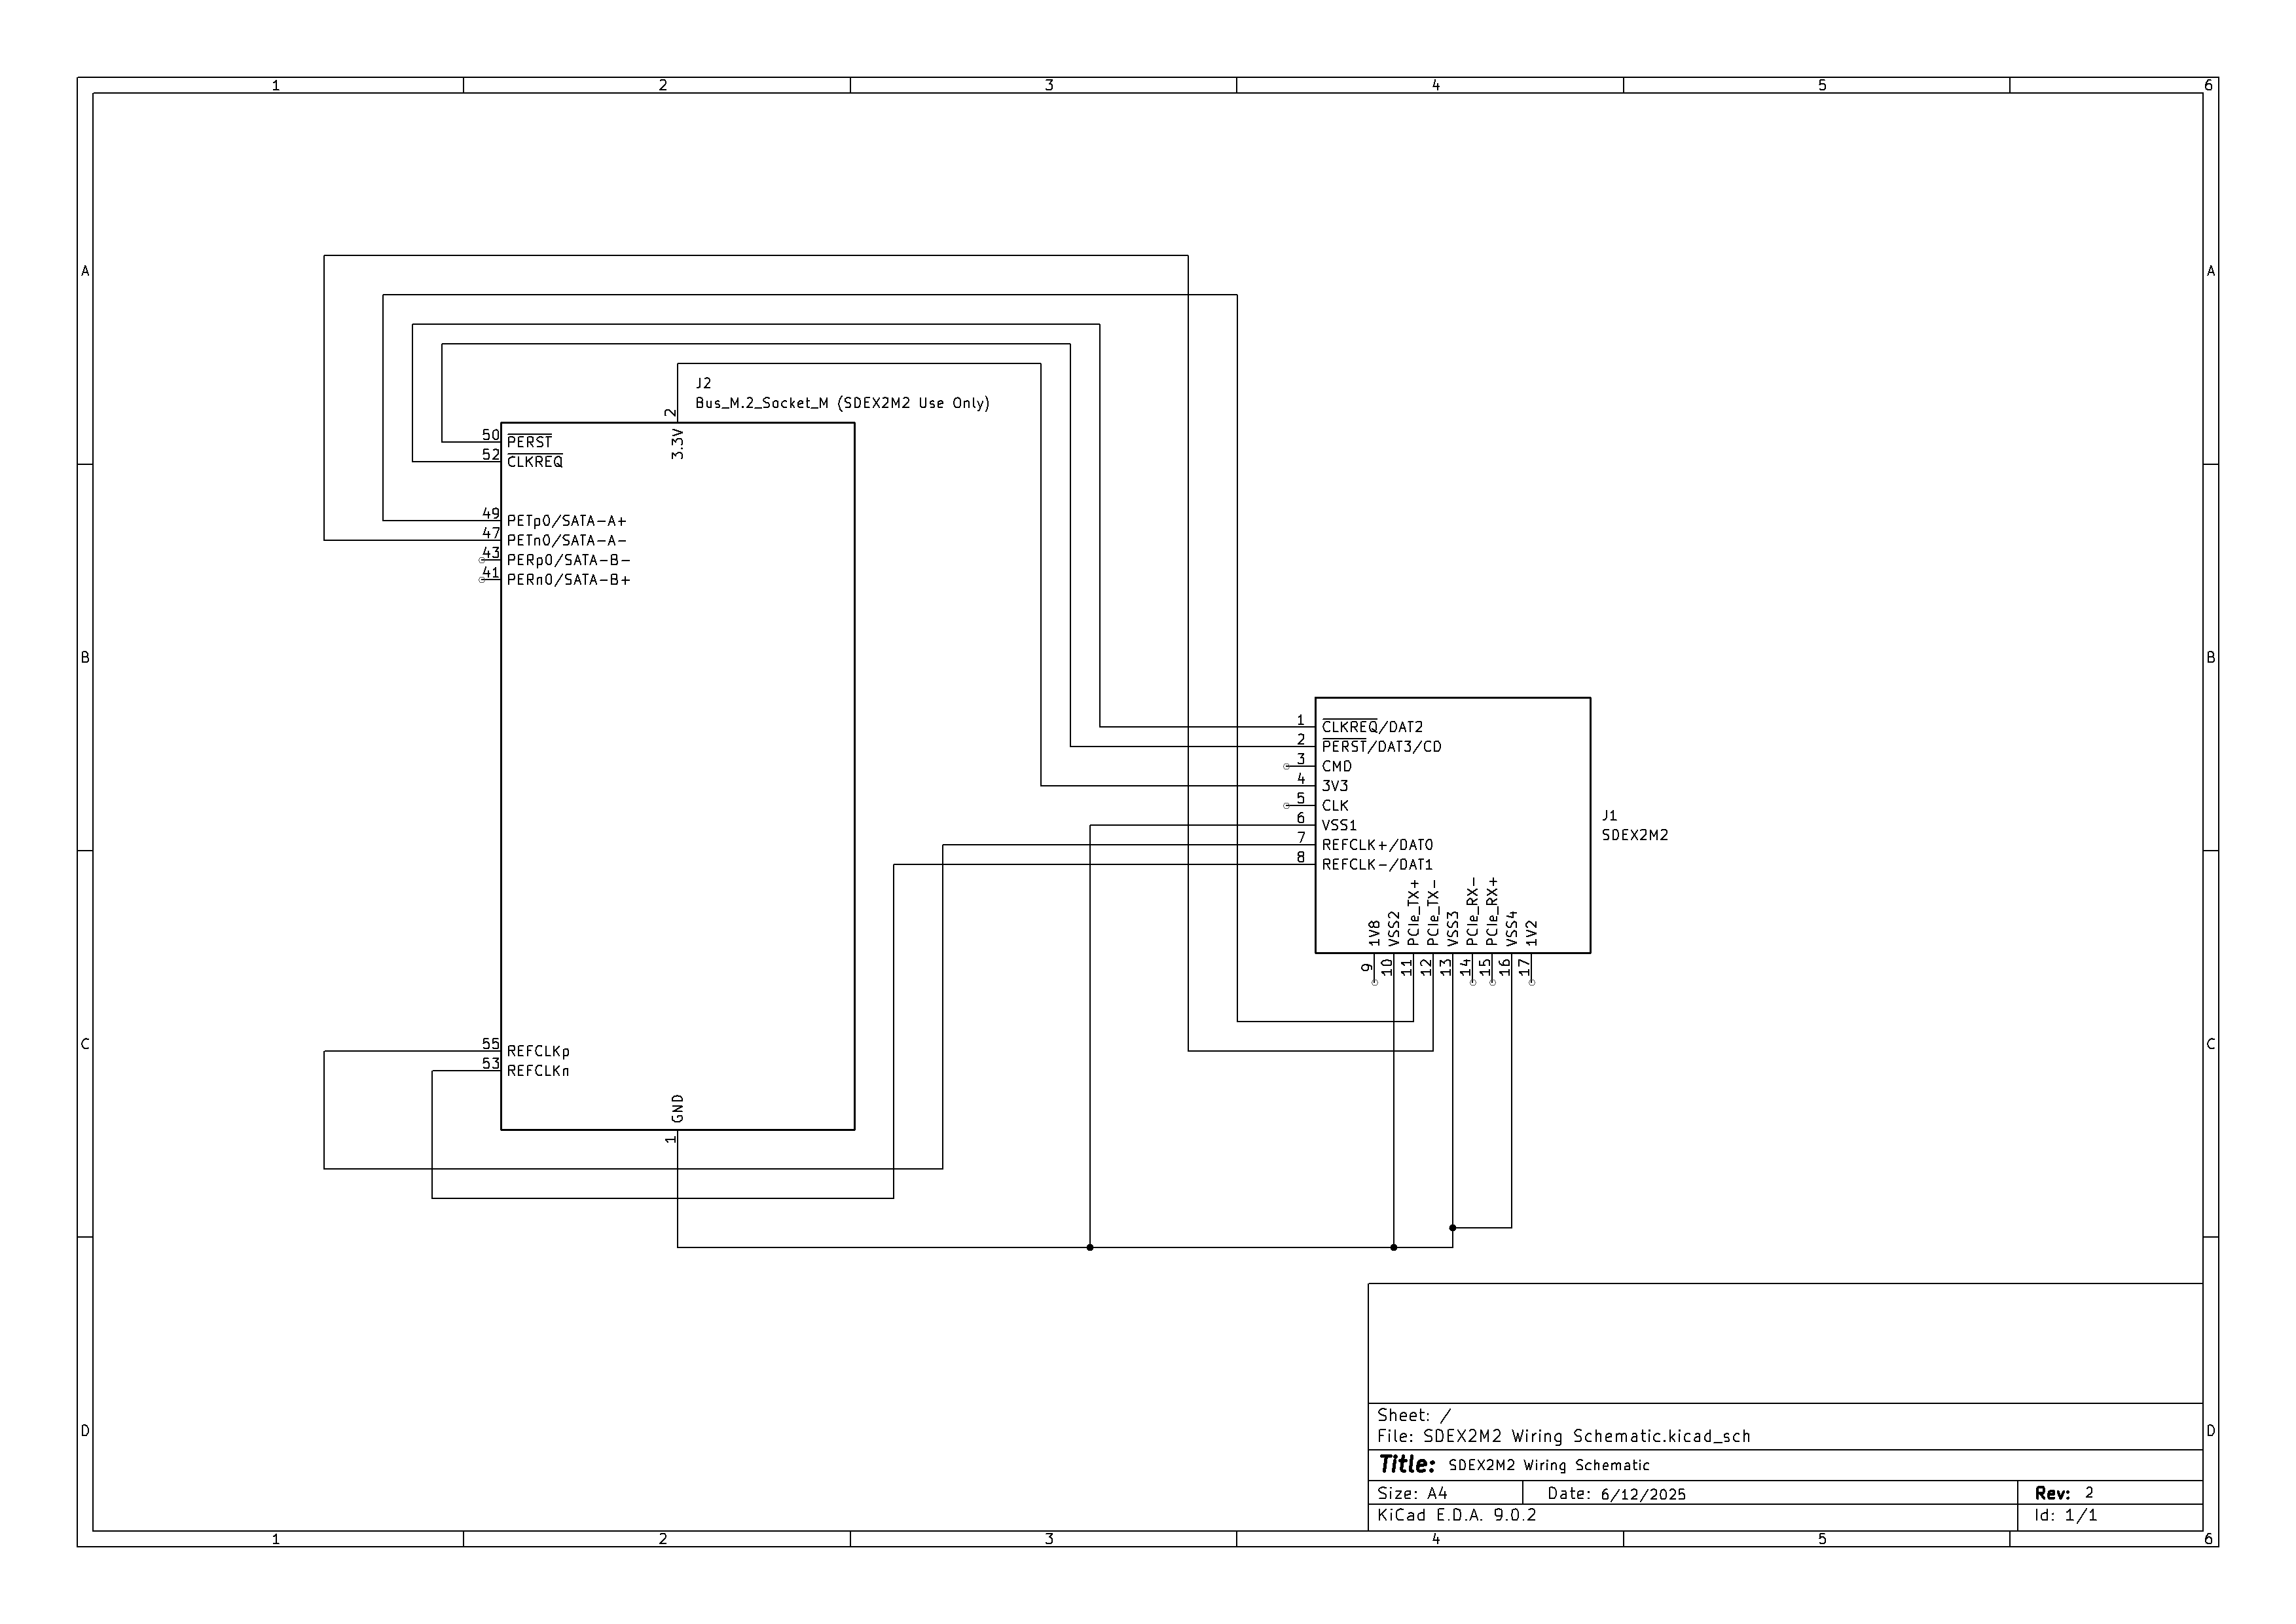 1 2 3 4 5 6
A A
B B
C C
D D
J2
Bus_M.2_Socket_M (SDEX2M2 Use Only)
2
3.3V
50 PERST
52 CLKREQ
49 PETp0/SATA-A+
47 PETn0/SATA-A-
43 PERp0/SATA-B-
41 PERn0/SATA-B+
55 REFCLKp
53 REFCLKn
GND
1
1 CLKREQ/DAT2
2 PERST/DAT3/CD
3 CMD
4 3V3
5 CLK
6 VSS1
7 REFCLK+/DAT0
8 REFCLK-/DAT1
J1
SDEX2M2
1V8 VSS2 PCIe_TX+ PCIe_TX- VSS3 PCIe_RX- PCIe_RX+ VSS4 1V2
9 10 11 12 13 14 15 16 17
Sheet: /
File: SDEX2M2 Wiring Schematic.kicad_sch
Title: SDEX2M2 Wiring Schematic
Size: A4 Date: 6/12/2025 Rev: 2
KiCad E.D.A. 9.0.2 Id: 1/1
1 2 3 4 5 6